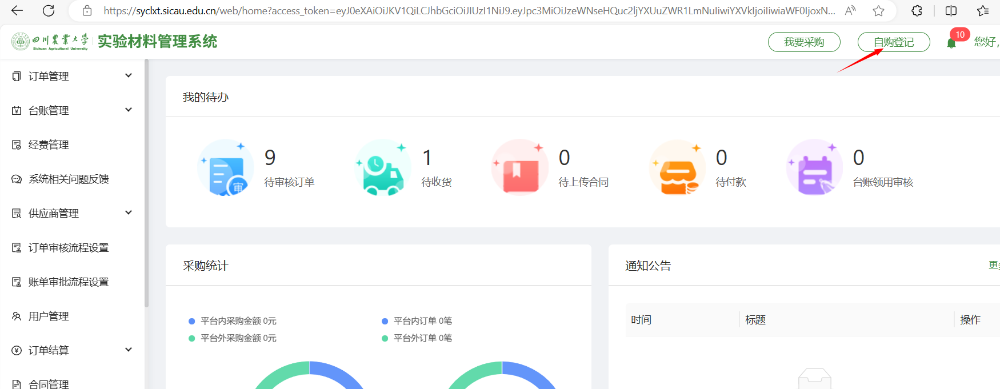 https://syclxt.sicau.edu.cn/web/home?access_token=eyJ0eXAiOiJKV1QiLCJhbGciOiJIUzI1NiJ9.eyJpc3MiOiJzeWNseHQuc2ljYXUuZWR1LmNuIiwiYXVkIjoiIiwiaWF0IjoxN...
四川農業大學
Sichuan Agricultural University
实验材料管理系统
我要采购
自购登记
10
您好,
订单管理
台账管理
经费管理
系统相关问题反馈
供应商管理
订单审核流程设置
账单审批流程设置
用户管理
订单结算
合同管理
我的待办
审
9
待审核订单
1
待收货
0
待上传合同
0
待付款
0
台账领用审核
采购统计
平台内采购金额 0元
平台外采购金额 0元
平台内订单 0笔
平台外订单 0笔
通知公告
更多
时间
标题
操作